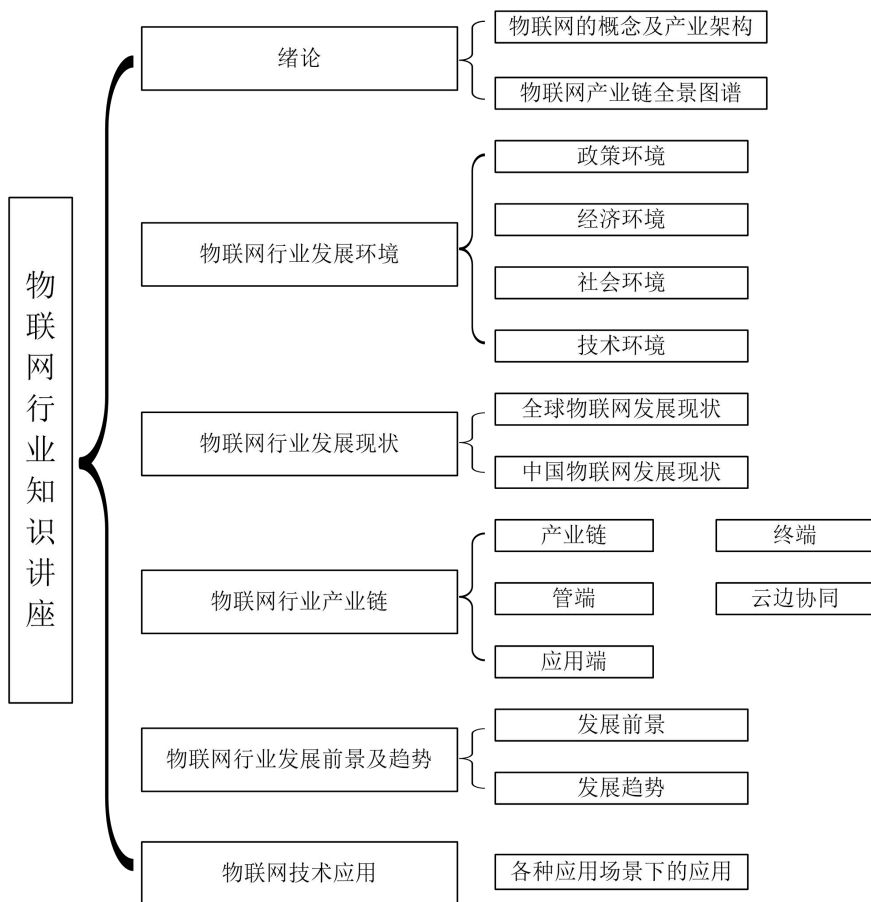 物联网行业知识讲座
绪论
物联网的概念及产业架构
物联网产业链全景图谱
物联网行业发展环境
政策环境
经济环境
社会环境
技术环境
物联网行业发展现状
全球物联网发展现状
中国物联网发展现状
物联网行业产业链
产业链
终端
管端
云边协同
应用端
物联网行业发展前景及趋势
发展前景
发展趋势
物联网技术应用
各种应用场景下的应用